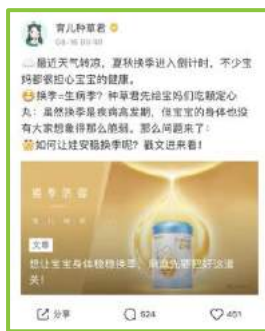 育儿种草君
最近天气转凉，夏秋换季进入倒计时，不少宝
妈都很担心宝宝的健康。
换季=生病季？种草君先给宝妈们吃颗定心
丸：虽然换季是疾病高发期，但宝宝的身体也没
有大家想象得那么脆弱。那么问题来了：
如何让娃安稳换季呢？戳文进来看！
文章
想让宝宝身体稳稳换季，
关！
分享
524
451